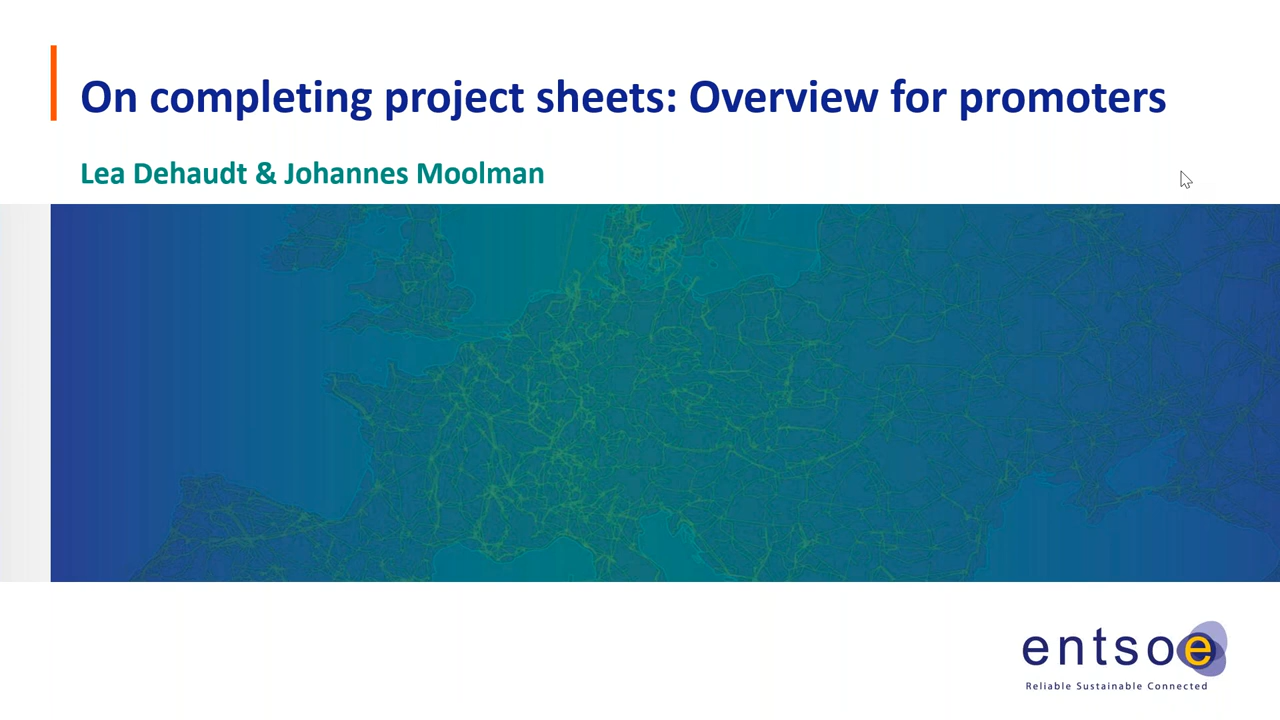 On completing project sheets: Overview for promoters
Lea Dehaudt & Johannes Moolman
entsoe
Reliable Sustainable Connected